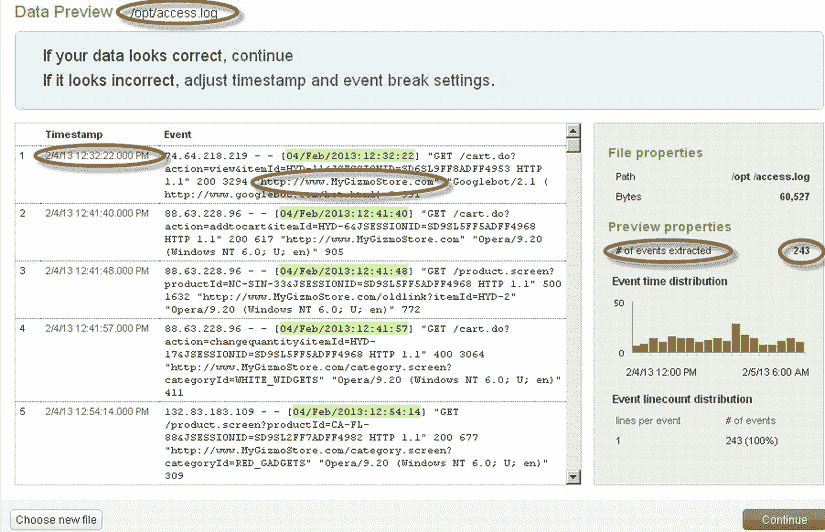 Data Preview /opt/access.log
If your data looks correct, continue
If it looks incorrect, adjust timestamp and event break settings.
Timestamp Event
1 2/4/13 12:32:22.000 PM 74.64.218.219 - - [04/Feb/2013:12:32:22] "GET /cart.do?
action=view&itemId=HYD-11&JSESSIONID=SD6SL9FF8ADFF4953 HTTP
1.1" 200 3294 "http://www.MyGizmoStore.com" "Googlebot/2.1 (
http://www.googlebot.com/bot.html) " 991
2 2/4/13 12:41:40.000 PM 88.63.228.96 - - [04/Feb/2013:12:41:40] "GET /cart.do?
action=addtocart&itemId=HYD-6&JSESSIONID=SD9SL5FF5ADFF4968
HTTP 1.1" 200 617 "http://www.MyGizmoStore.com" "Opera/9.20
(Windows NT 6.0; U; en)" 905
3 2/4/13 12:41:48.000 PM 88.63.228.96 - - [04/Feb/2013:12:41:48] "GET /product.screen?
productId=NC-SIN-33&JSESSIONID=SD9SL5FF5ADFF4968 HTTP 1.1" 500
1632 "http://www.MyGizmoStore.com/oldlink?itemId=HYD-2"
"Opera/9.20 (Windows NT 6.0; U; en)" 772
4 2/4/13 12:41:57.000 PM 88.63.228.96 - - [04/Feb/2013:12:41:57] "GET /cart.do?
action=changequantity&itemId=HYD-
17&JSESSIONID=SD9SL5FF5ADFF4968 HTTP 1.1" 400 3064
"http://www.MyGizmoStore.com/category.screen?
categoryId=WHITE_WIDGETS" "Opera/9.20 (Windows NT 6.0; U; en)"
411
5 2/4/13 12:54:14.000 PM 132.83.183.109 - - [04/Feb/2013:12:54:14] "GET
/product.screen?productId=CA-FL-
88&JSESSIONID=SD9SL2FF7ADFF4982 HTTP 1.1" 200 677
"http://www.MyGizmoStore.com/category.screen?
categoryId=RED_GADGETS" "Opera/9.20 (Windows NT 6.0; U; en)"
309
File properties
Path /opt /access.log
Bytes 60,527
Preview properties
# of events extracted 243
Event time distribution
50
0
2/4/13 12:00 PM 2/5/13 6:00 AM
Event linecount distribution
lines per event # of events
1 243 (100%)
Choose new file Continue